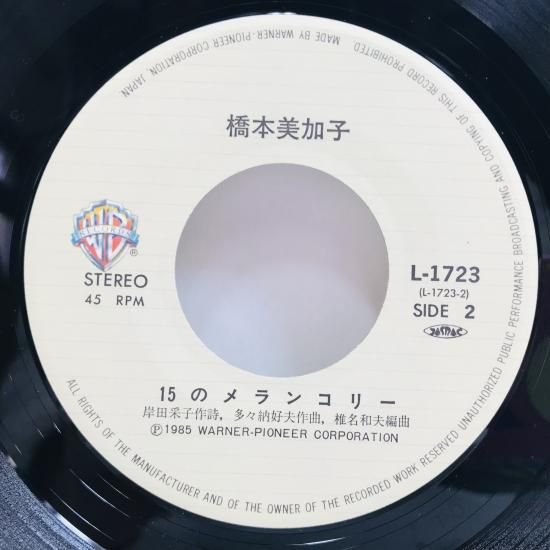 橋本美加子
RECORDS
®
STEREO
45 RPM
L-1723
(L-1723-2)
SIDE 2
JASRAC
15のメランコリー
岸田采子作詩, 多々納好夫作曲, 椎名和夫編曲
Ⓟ1985 WARNER-PIONEER CORPORATION
ALL RIGHTS OF THE MANUFACTURER AND OF THE OWNER OF THE RECORDED WORK RESERVED UNAUTHORIZED PUBLIC PERFORMANCE BROADCASTING AND COPYING OF THIS RECORD PROHIBITED. MADE BY WARNER-PIONEER CORPORATION, JAPAN